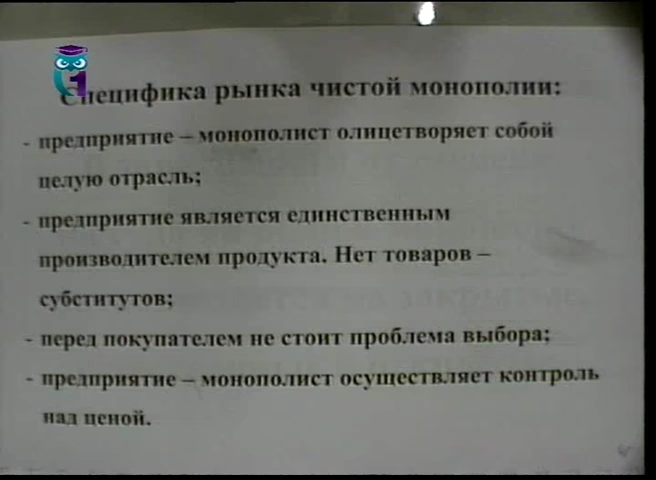 Специфика рынка чистой монополии:
- предприятие – монополист олицетворяет собой
целую отрасль;
- предприятие является единственным
производителем продукта. Нет товаров –
субститутов;
- перед покупателем не стоит проблема выбора;
- предприятие – монополист осуществляет контроль
над ценой.